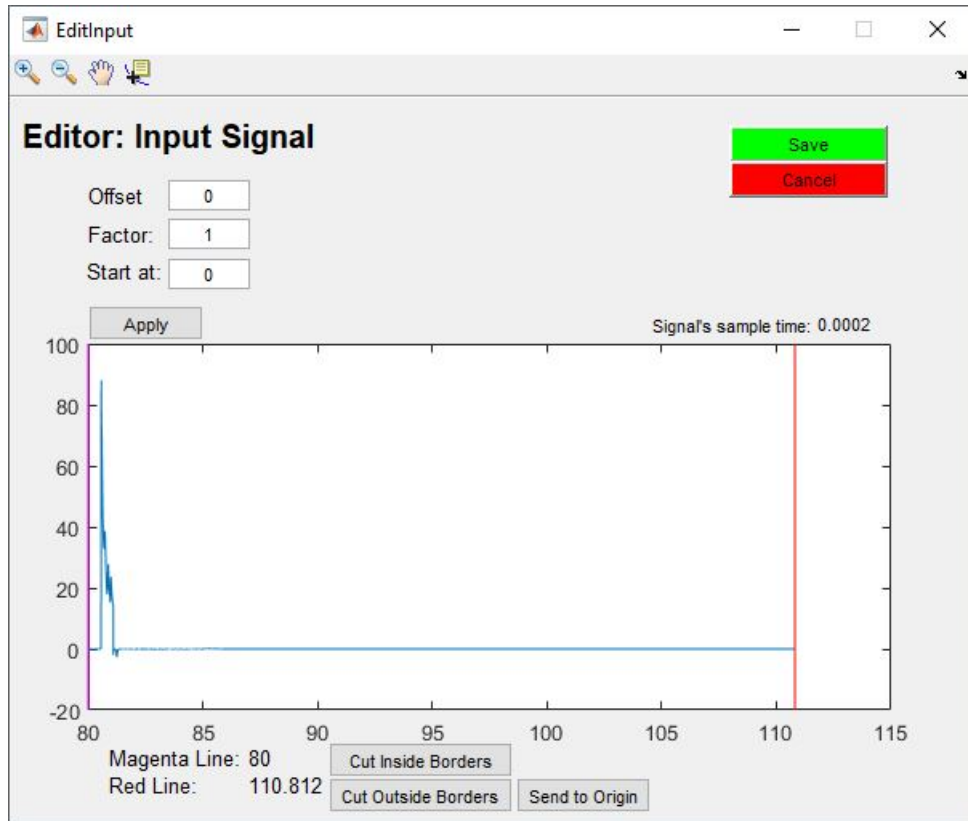 EditInput
Editor: Input Signal
Save
Cancel
Offset 0
Factor: 1
Start at: 0
Apply
Signal's sample time: 0.0002
100
80
60
40
20
0
-20
80 85 90 95 100 105 110 115
Magenta Line: 80
Cut Inside Borders
Red Line: 110.812
Cut Outside Borders
Send to Origin